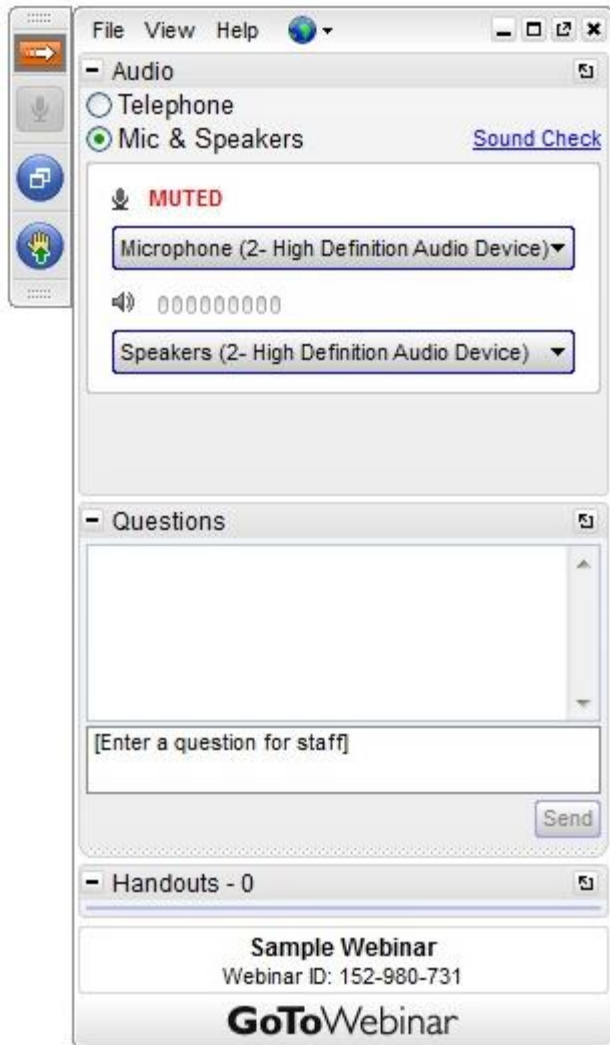 File View Help
Audio
Telephone
Mic & Speakers Sound Check
MUTED
Microphone (2- High Definition Audio Device)
000000000
Speakers (2- High Definition Audio Device)
Questions
[Enter a question for staff]
Send
Handouts - 0
Sample Webinar
Webinar ID: 152-980-731
GoToWebinar